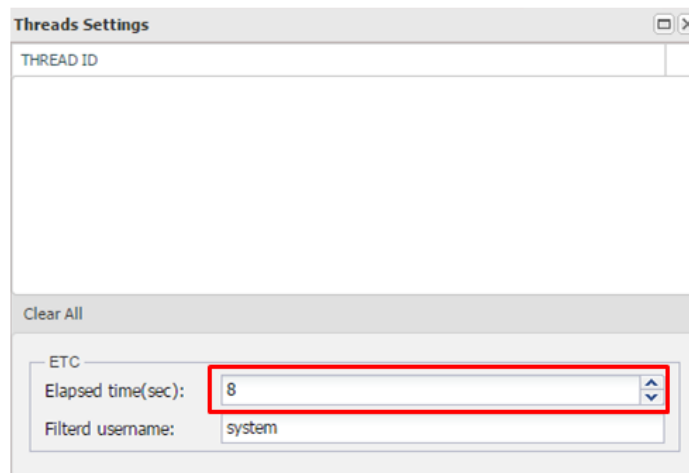 Threads Settings
THREAD ID
Clear All
ETC
Elapsed time(sec): 8
Filterd username: system